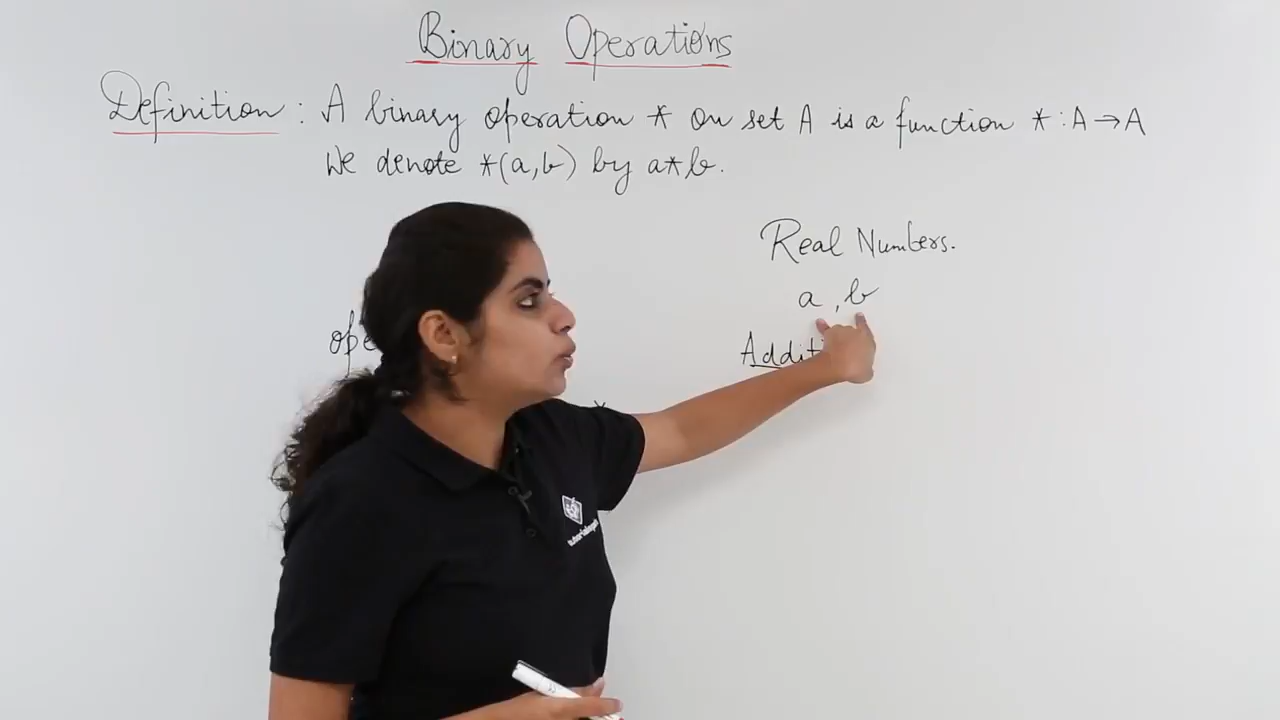 Binary Operations
Definition : A binary operation * on set A is a function * : A → A
We denote *(a,b) by a*b.
Real Numbers.
a , b